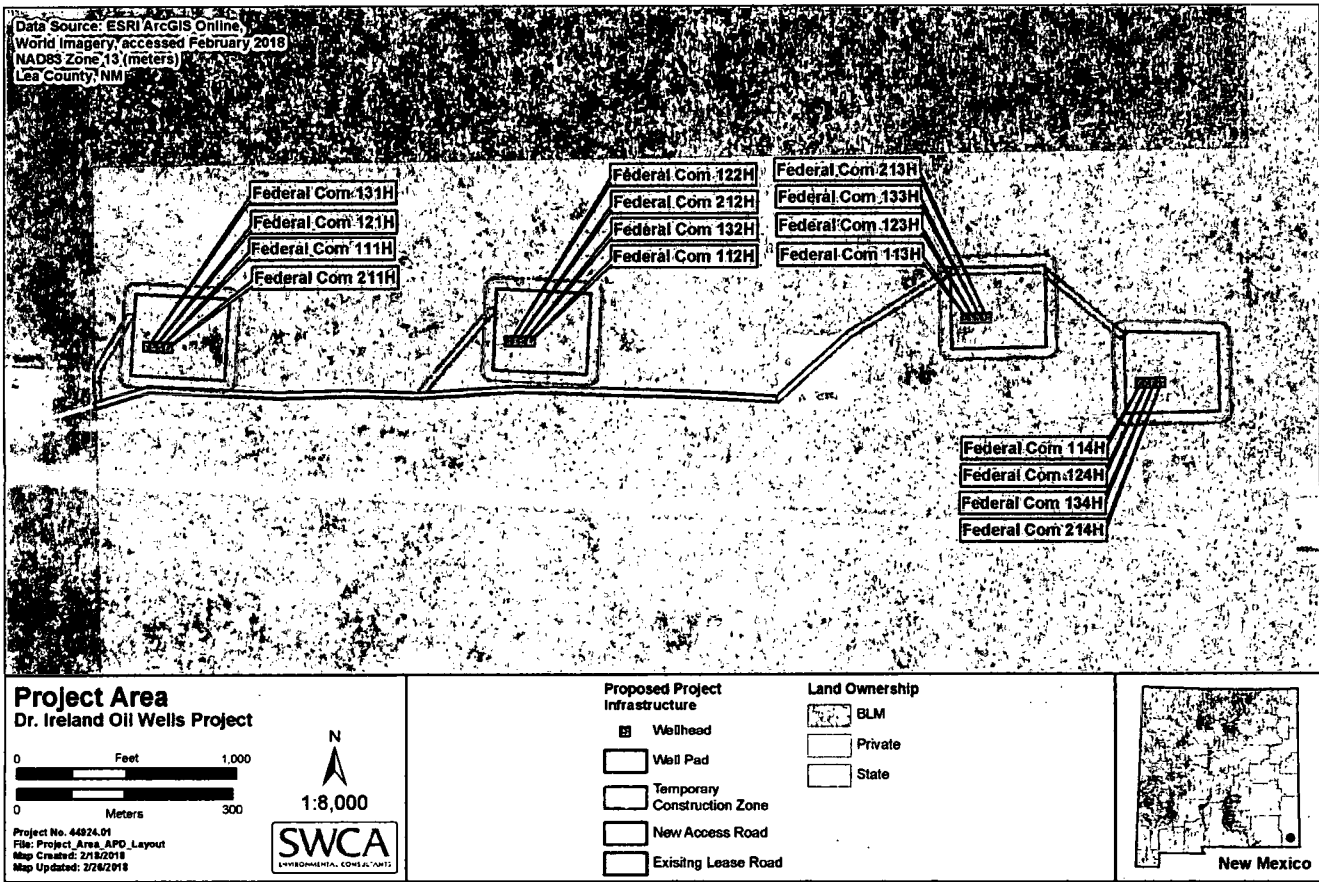 Data Source: ESRI ArcGIS Online,
World Imagery, accessed February 2018
NAD83 Zone 13 (meters)
Lea County, NM
Federal Com 131H
Federal Com 121H
Federal Com 111H
Federal Com 211H
Federal Com 122H
Federal Com 212H
Federal Com 132H
Federal Com 112H
Federal Com 213H
Federal Com 133H
Federal Com 123H
Federal Com 113H
Federal Com 114H
Federal Com 124H
Federal Com 134H
Federal Com 214H
Project Area
Dr. Ireland Oil Wells Project
0 Feet 1,000
0 Meters 300
N
1:8,000
SWCA
ENVIRONMENTAL CONSULTANTS
Project No. 44924.01
File: Project_Area_APD_Layout
Map Created: 2/18/2018
Map Updated: 2/26/2018
Proposed Project
Infrastructure
Wellhead
Well Pad
Temporary
Construction Zone
New Access Road
Exisitng Lease Road
Land Ownership
BLM
Private
State
New Mexico